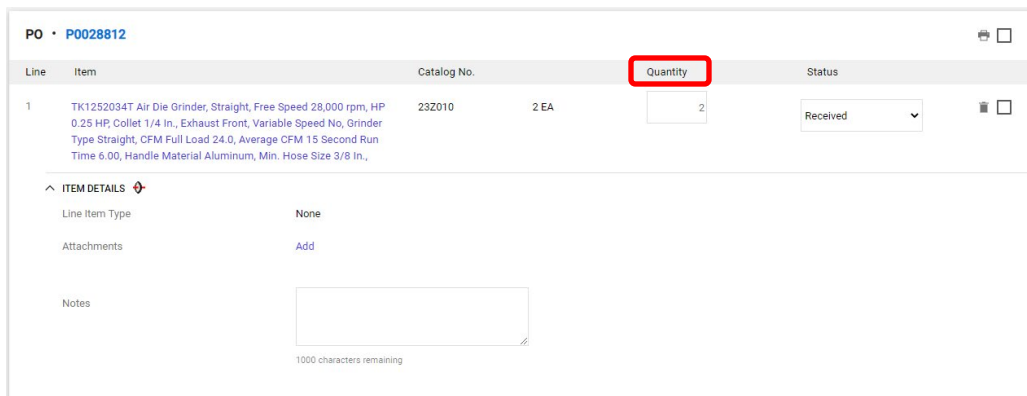 PO · P0028812
Line Item Catalog No. Quantity Status
1 TK1252034T Air Die Grinder, Straight, Free Speed 28,000 rpm, HP 23Z010 2 EA 2 Received
0.25 HP, Collet 1/4 In., Exhaust Front, Variable Speed No, Grinder
Type Straight, CFM Full Load 24.0, Average CFM 15 Second Run
Time 6.00, Handle Material Aluminum, Min. Hose Size 3/8 In.,
ITEM DETAILS
Line Item Type None
Attachments Add
Notes
1000 characters remaining